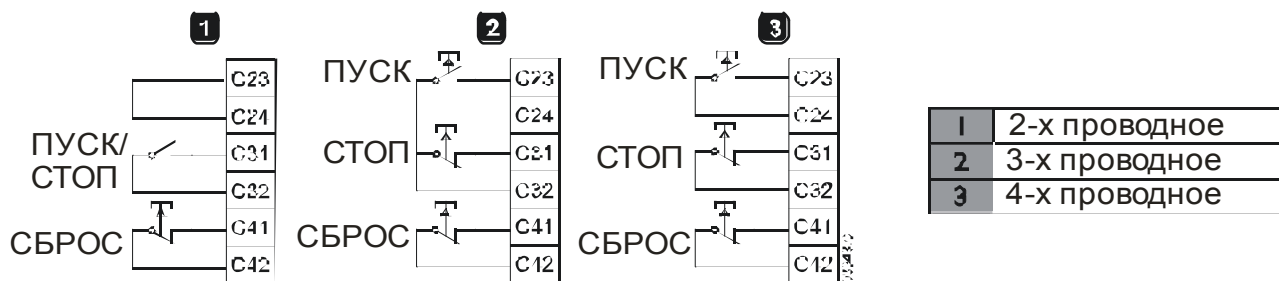 1
ПУСК/
СТОП
СБРОС
C23
C24
C31
C32
C41
C42
2
ПУСК
СТОП
СБРОС
C23
C24
C31
C32
C41
C42
3
ПУСК
СТОП
СБРОС
C23
C24
C31
C32
C41
C42
1 2-х проводное
2 3-х проводное
3 4-х проводное